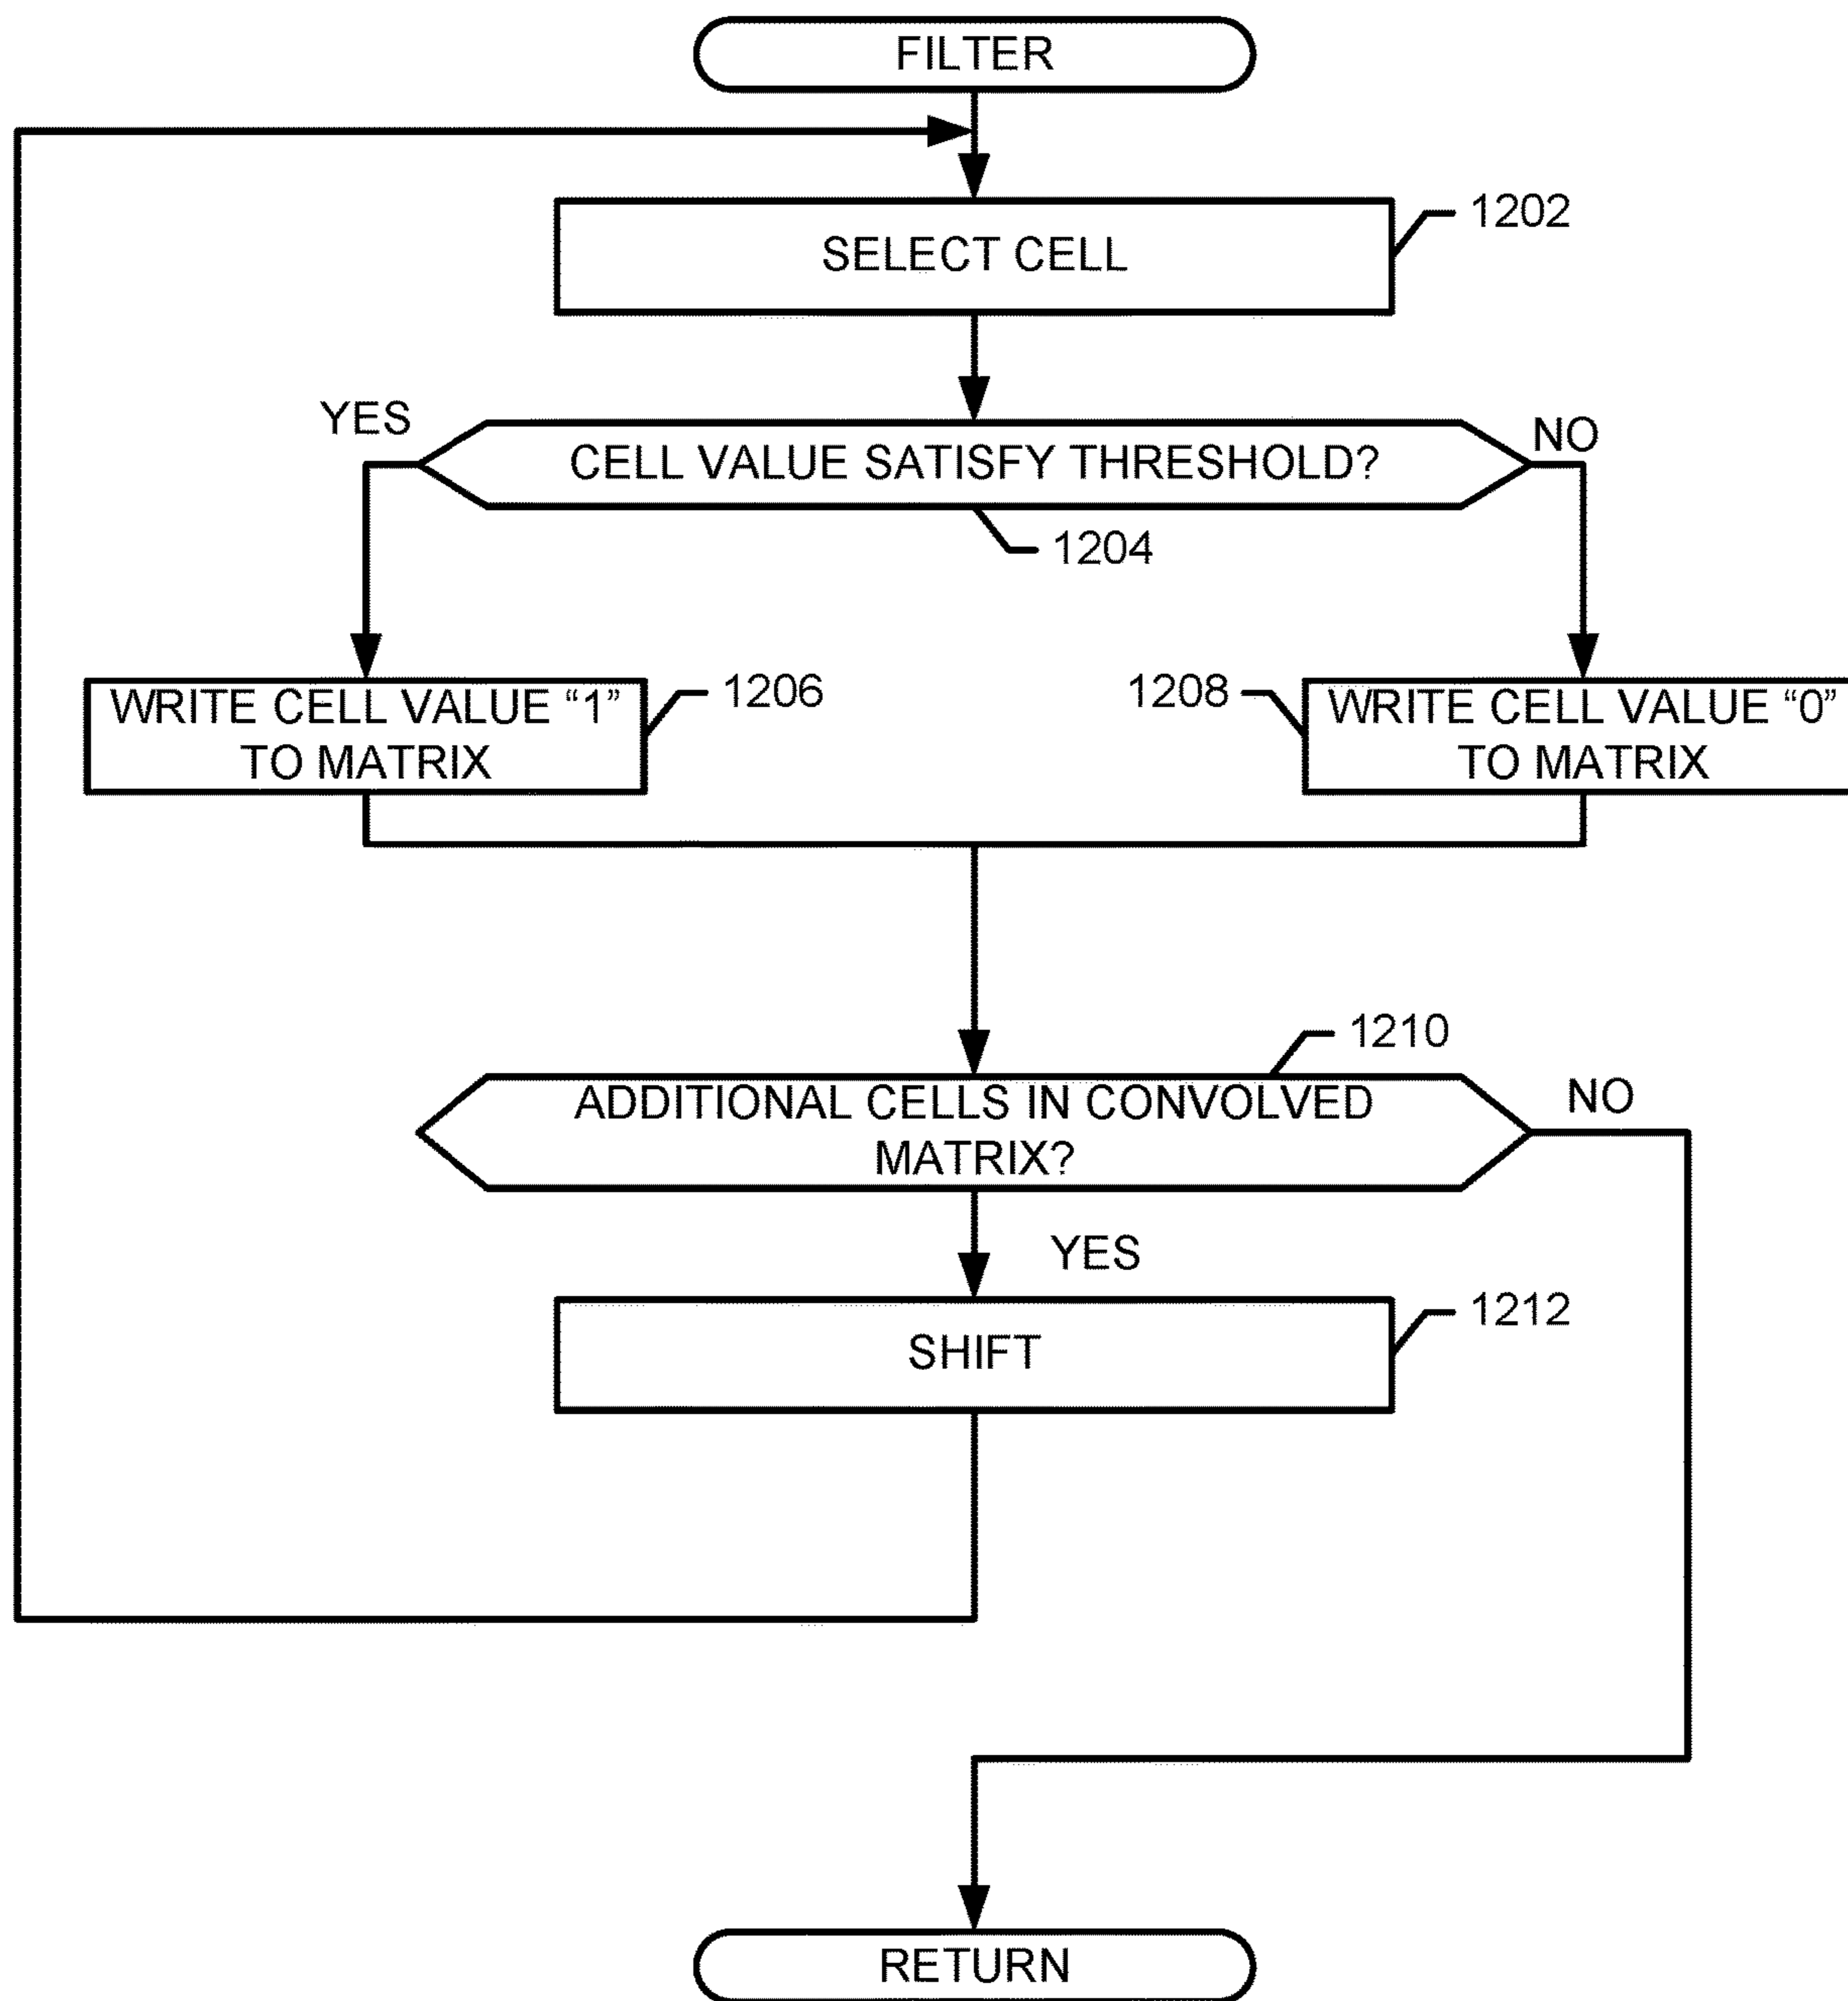 FILTER
1202
SELECT CELL
YES
NO
CELL VALUE SATISFY THRESHOLD?
1204
1206
1208
WRITE CELL VALUE “1”
TO MATRIX
WRITE CELL VALUE “0”
TO MATRIX
1210
ADDITIONAL CELLS IN CONVOLVED
MATRIX?
NO
YES
1212
SHIFT
RETURN